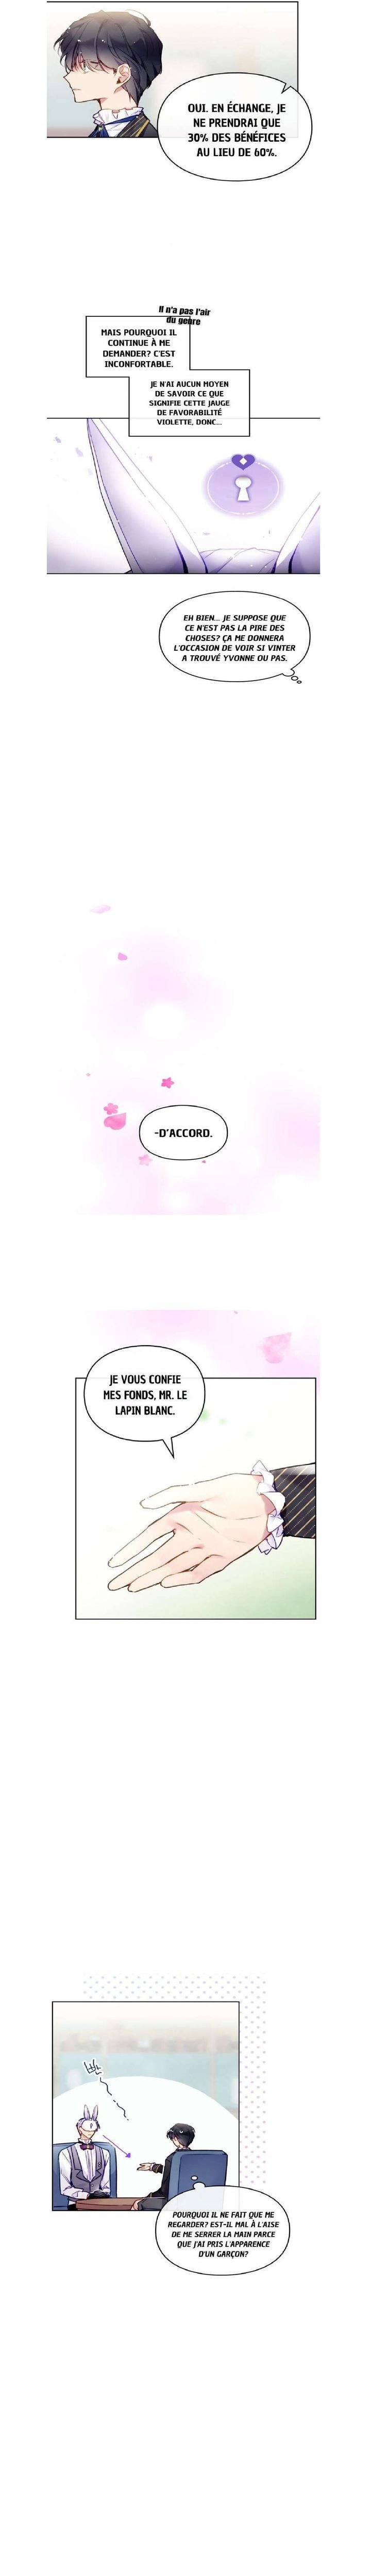 OUI. EN ÉCHANGE, JE
NE PRENDRAI QUE
30% DES BÉNÉFICES
AU LIEU DE 60%.
Il n'a pas l'air
du genre
MAIS POURQUOI IL
CONTINUE À ME
DEMANDER? C'EST
INCONFORTABLE.
JE N'AI AUCUN MOYEN
DE SAVOIR CE QUE
SIGNIFIE CETTE JAUGE
DE FAVORABILITÉ
VIOLETTE, DONC...
EH BIEN... JE SUPPOSE QUE
CE N'EST PAS LA PIRE DES
CHOSES? ÇA ME DONNERA
L'OCCASION DE VOIR SI VINTER
A TROUVÉ YVONNE OU PAS.
-D'ACCORD.
JE VOUS CONFIE
MES FONDS, MR. LE
LAPIN BLANC.
POURQUOI IL NE FAIT QUE ME
REGARDER? EST-IL MAL À L'AISE
DE ME SERRER LA MAIN PARCE
QUE J'AI PRIS L'APPARENCE
D'UN GARÇON?